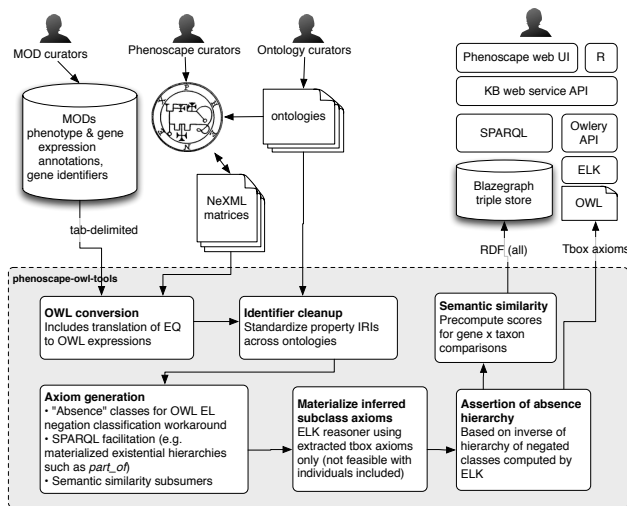 MOD curators
Phenoscape curators
Ontology curators
MODs
phenotype & gene
expression
annotations,
gene identifiers
ontologies
NeXML
matrices
tab-delimited
Phenoscape web UI
R
KB web service API
SPARQL
Owlery
API
ELK
OWL
Blazegraph
triple store
RDF (all)
Tbox axioms
phenoscape-owl-tools
OWL conversion
Includes translation of EQ
to OWL expressions
Identifier cleanup
Standardize property IRIs
across ontologies
Semantic similarity
Precompute scores
for gene x taxon
comparisons
Axiom generation
• "Absence" classes for OWL EL
negation classification
workaround
• SPARQL facilitation (e.g.
materialized existential hierarchies
such as part_of)
• Semantic similarity subsumers
Materialize inferred
subclass axioms
ELK reasoner using
extracted tbox axioms
only (not feasible with
individuals included)
Assertion of absence
hierarchy
Based on inverse of
hierarchy of negated
classes computed by
ELK